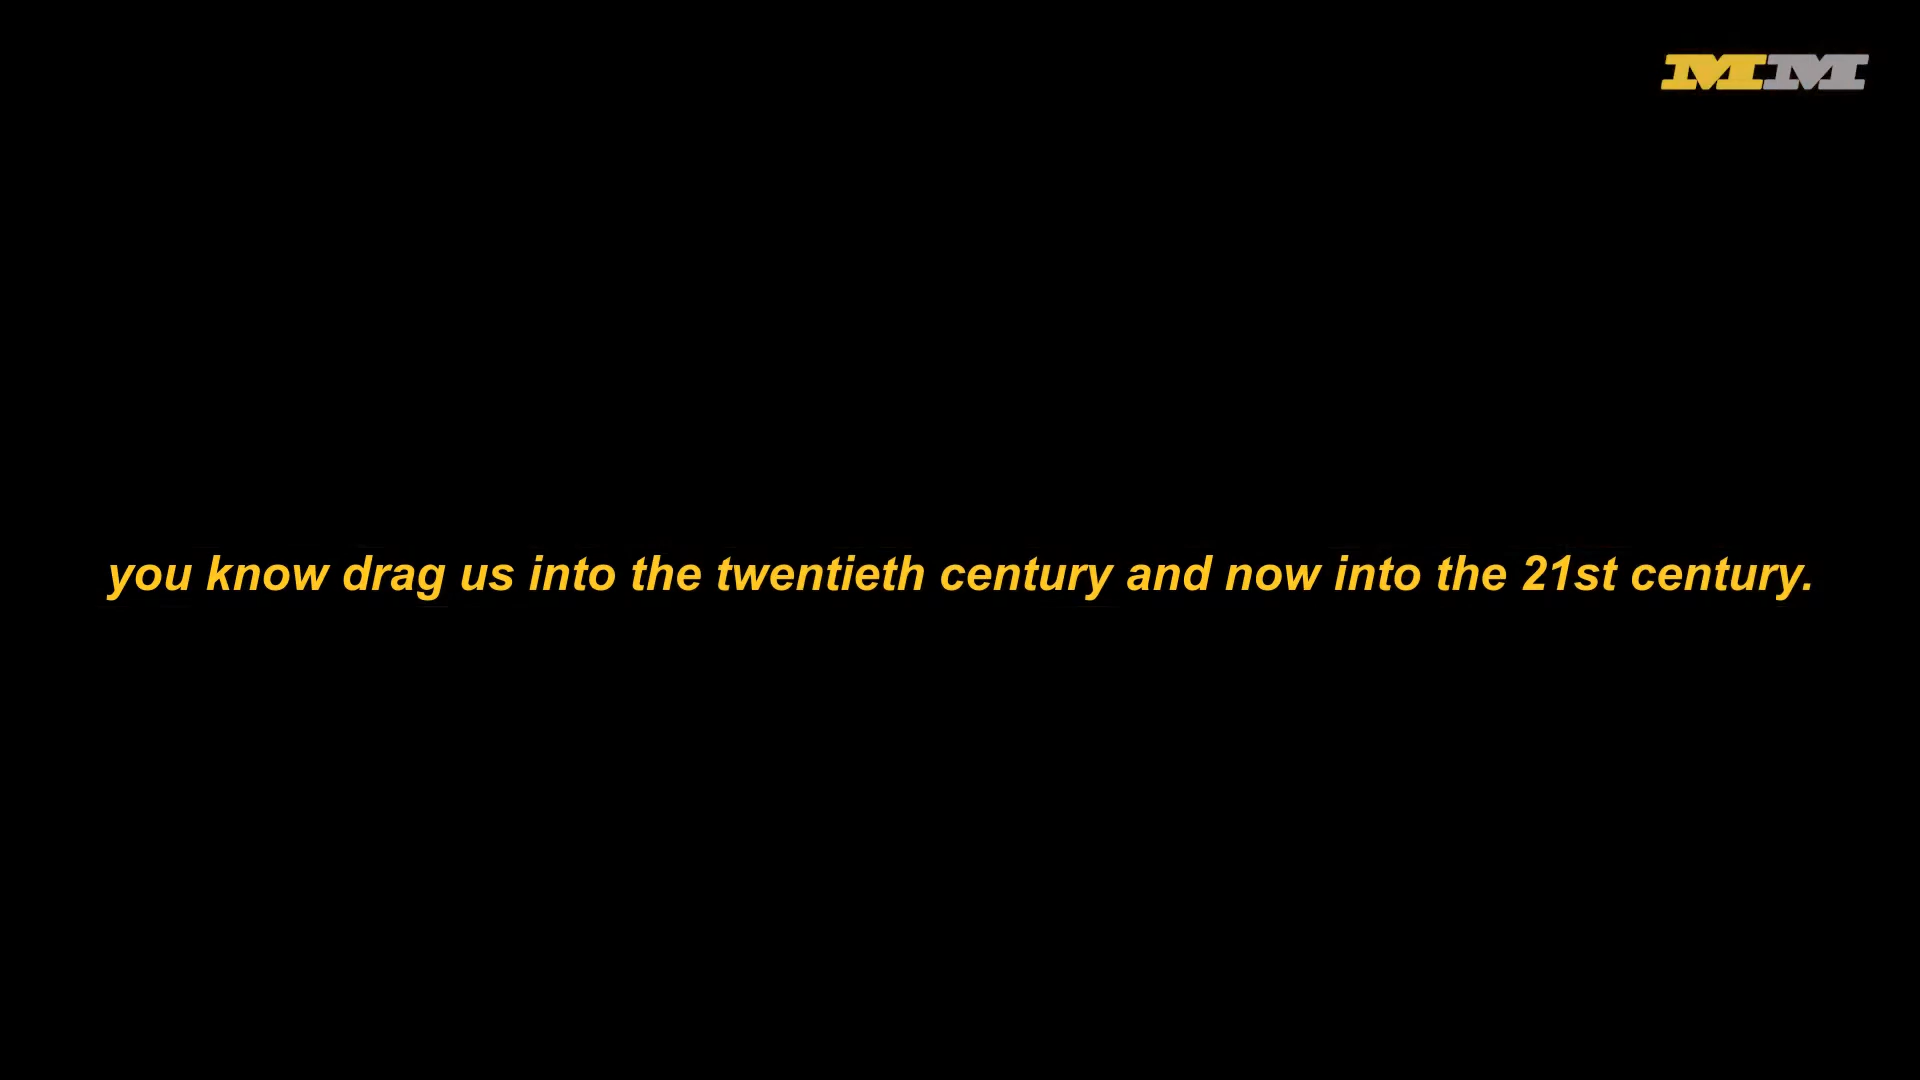 MM
you know drag us into the twentieth century and now into the 21st century.